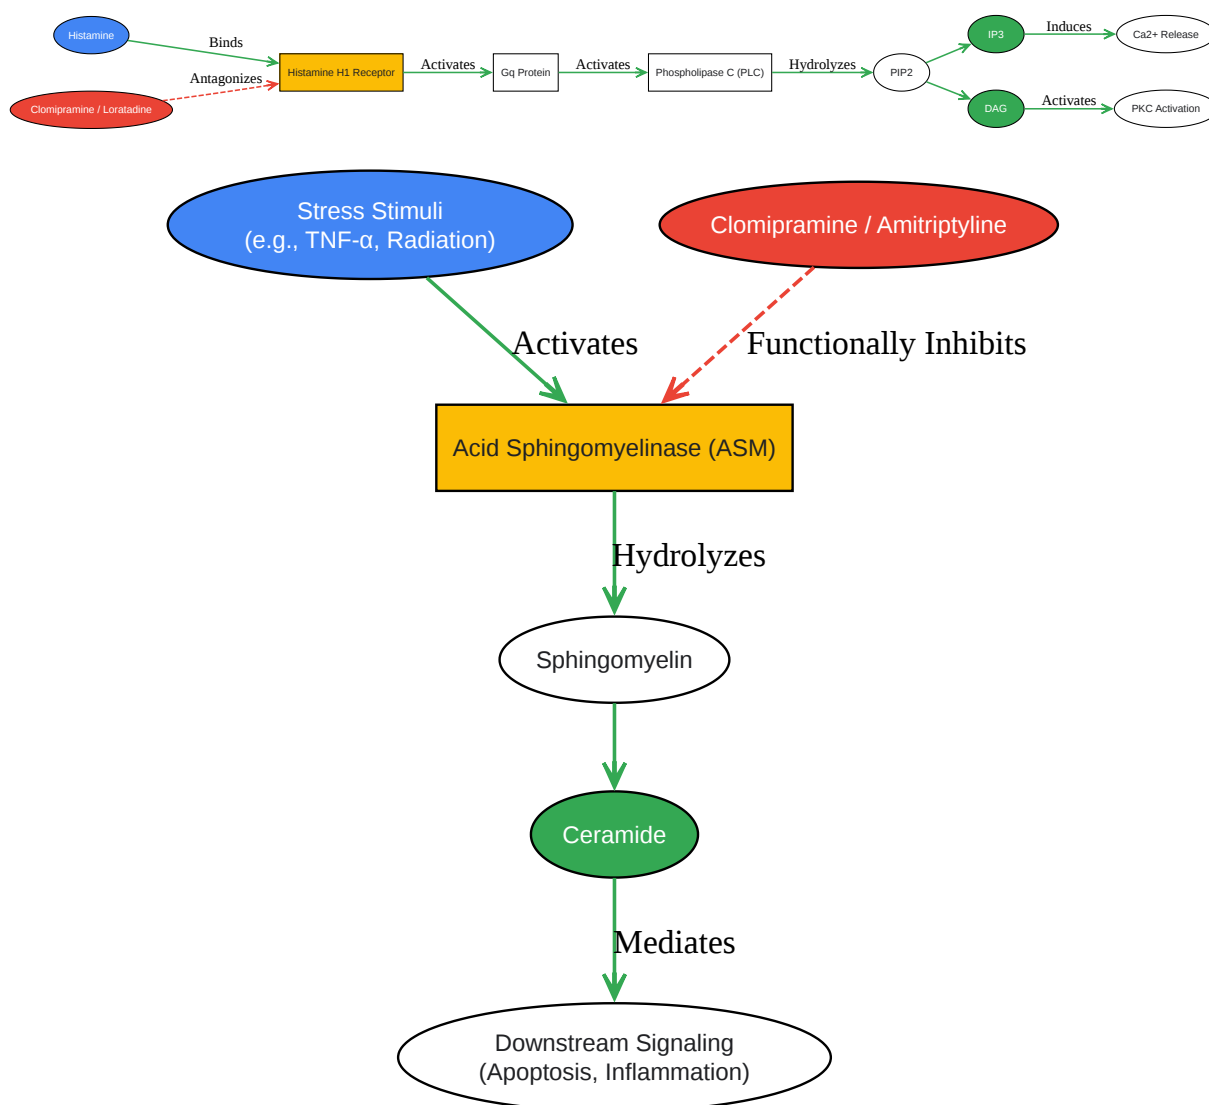 Histamine
Binds
Clomipramine / Loratadine
Antagonizes
Histamine H1 Receptor
Activates
Gq Protein
Activates
Phospholipase C (PLC)
Hydrolyzes
PIP2
IP3
Induces
Ca2+ Release
DAG
Activates
PKC Activation
Stress Stimuli
(e.g., TNF-α, Radiation)
Clomipramine / Amitriptyline
Activates
Functionally Inhibits
Acid Sphingomyelinase (ASM)
Hydrolyzes
Sphingomyelin
Ceramide
Mediates
Downstream Signaling
(Apoptosis, Inflammation)